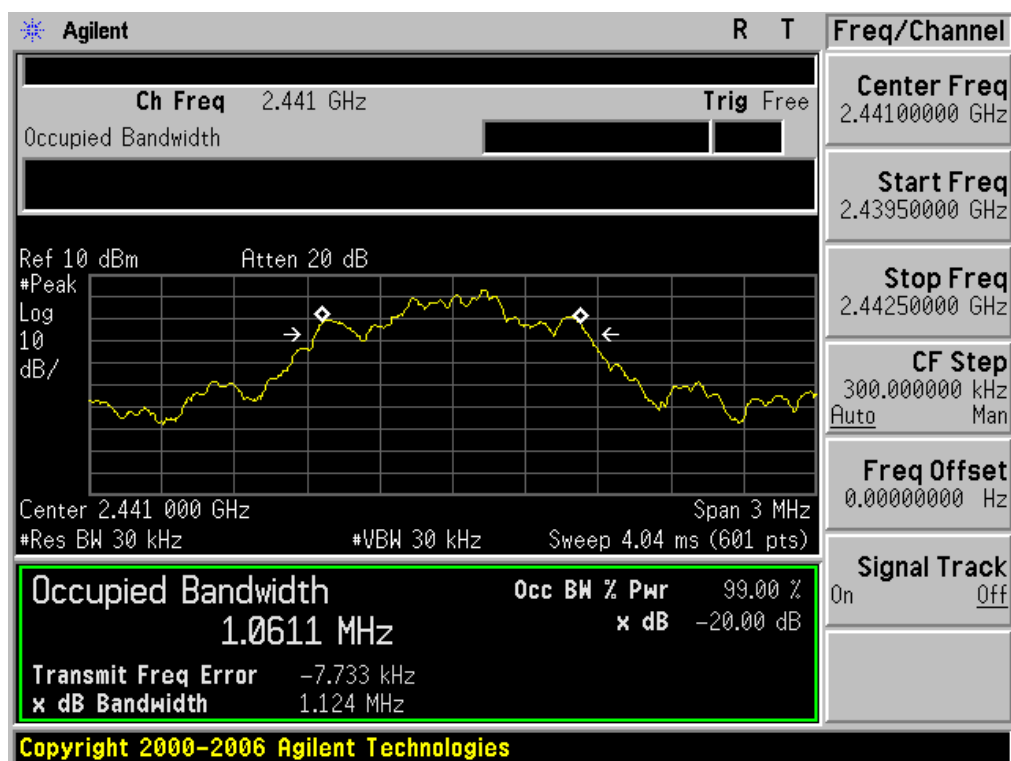 Agilent R T Freq/Channel
Ch Freq 2.441 GHz Trig Free
Occupied Bandwidth
Center Freq
2.44100000 GHz
Start Freq
2.43950000 GHz
Stop Freq
2.44250000 GHz
CF Step
300.000000 kHz
Auto Man
Freq Offset
0.00000000 Hz
Signal Track
On Off
Ref 10 dBm Atten 20 dB
#Peak
Log
10
dB/
Center 2.441 000 GHz Span 3 MHz
#Res BW 30 kHz #VBW 30 kHz Sweep 4.04 ms (601 pts)
Occupied Bandwidth Occ BW % Pwr 99.00 %
1.0611 MHz x dB -20.00 dB
Transmit Freq Error -7.733 kHz
x dB Bandwidth 1.124 MHz
Copyright 2000-2006 Agilent Technologies